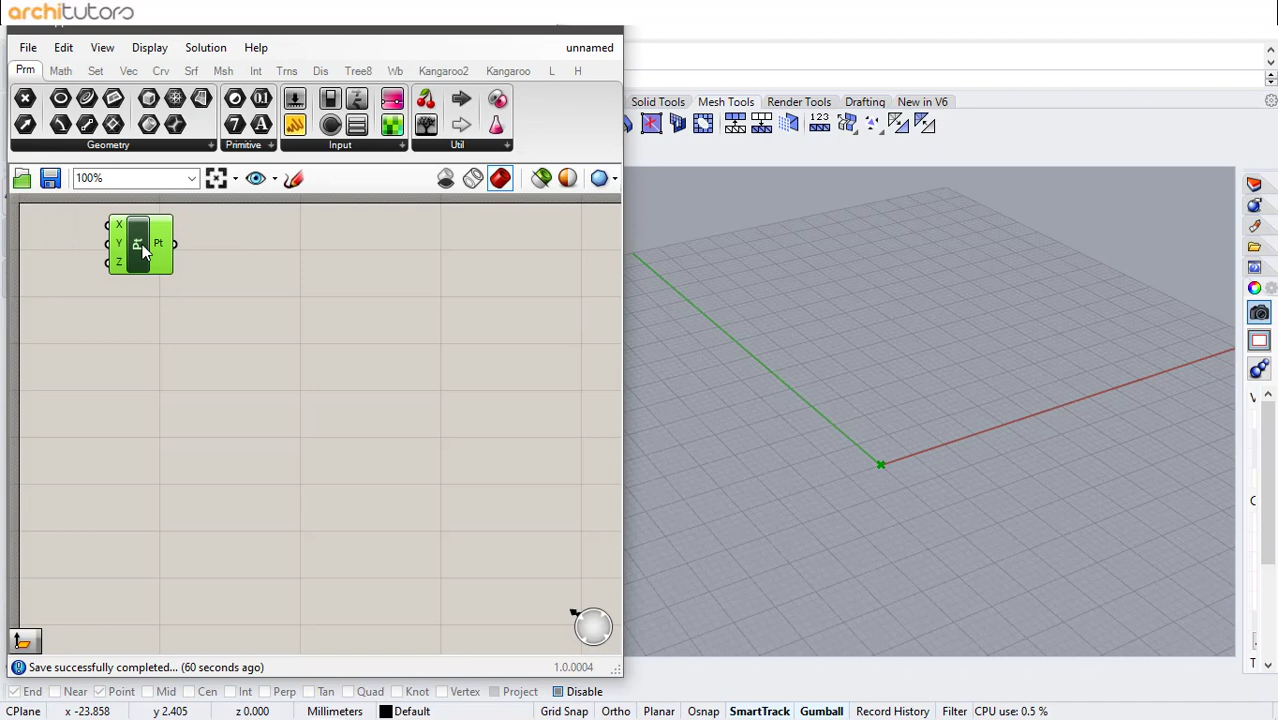 architutors
File Edit View Display Solution Help unnamed
Prm Math Set Vec Crv Srf Msh Int Trns Dis Tree8 Wb Kangaroo2 Kangaroo L H
Solid Tools Mesh Tools Render Tools Drafting New in V6
Geometry Primitive Input Util
100%
X
Y Pt Pt
Z
Save successfully completed... (60 seconds ago) 1.0.0004
End Near Point Mid Cen Int Perp Tan Quad Knot Vertex Project Disable
CPlane x -23.858 y 2.405 z 0.000 Millimeters Default Grid Snap Ortho Planar Osnap SmartTrack Gumball Record History Filter CPU use: 0.5 %